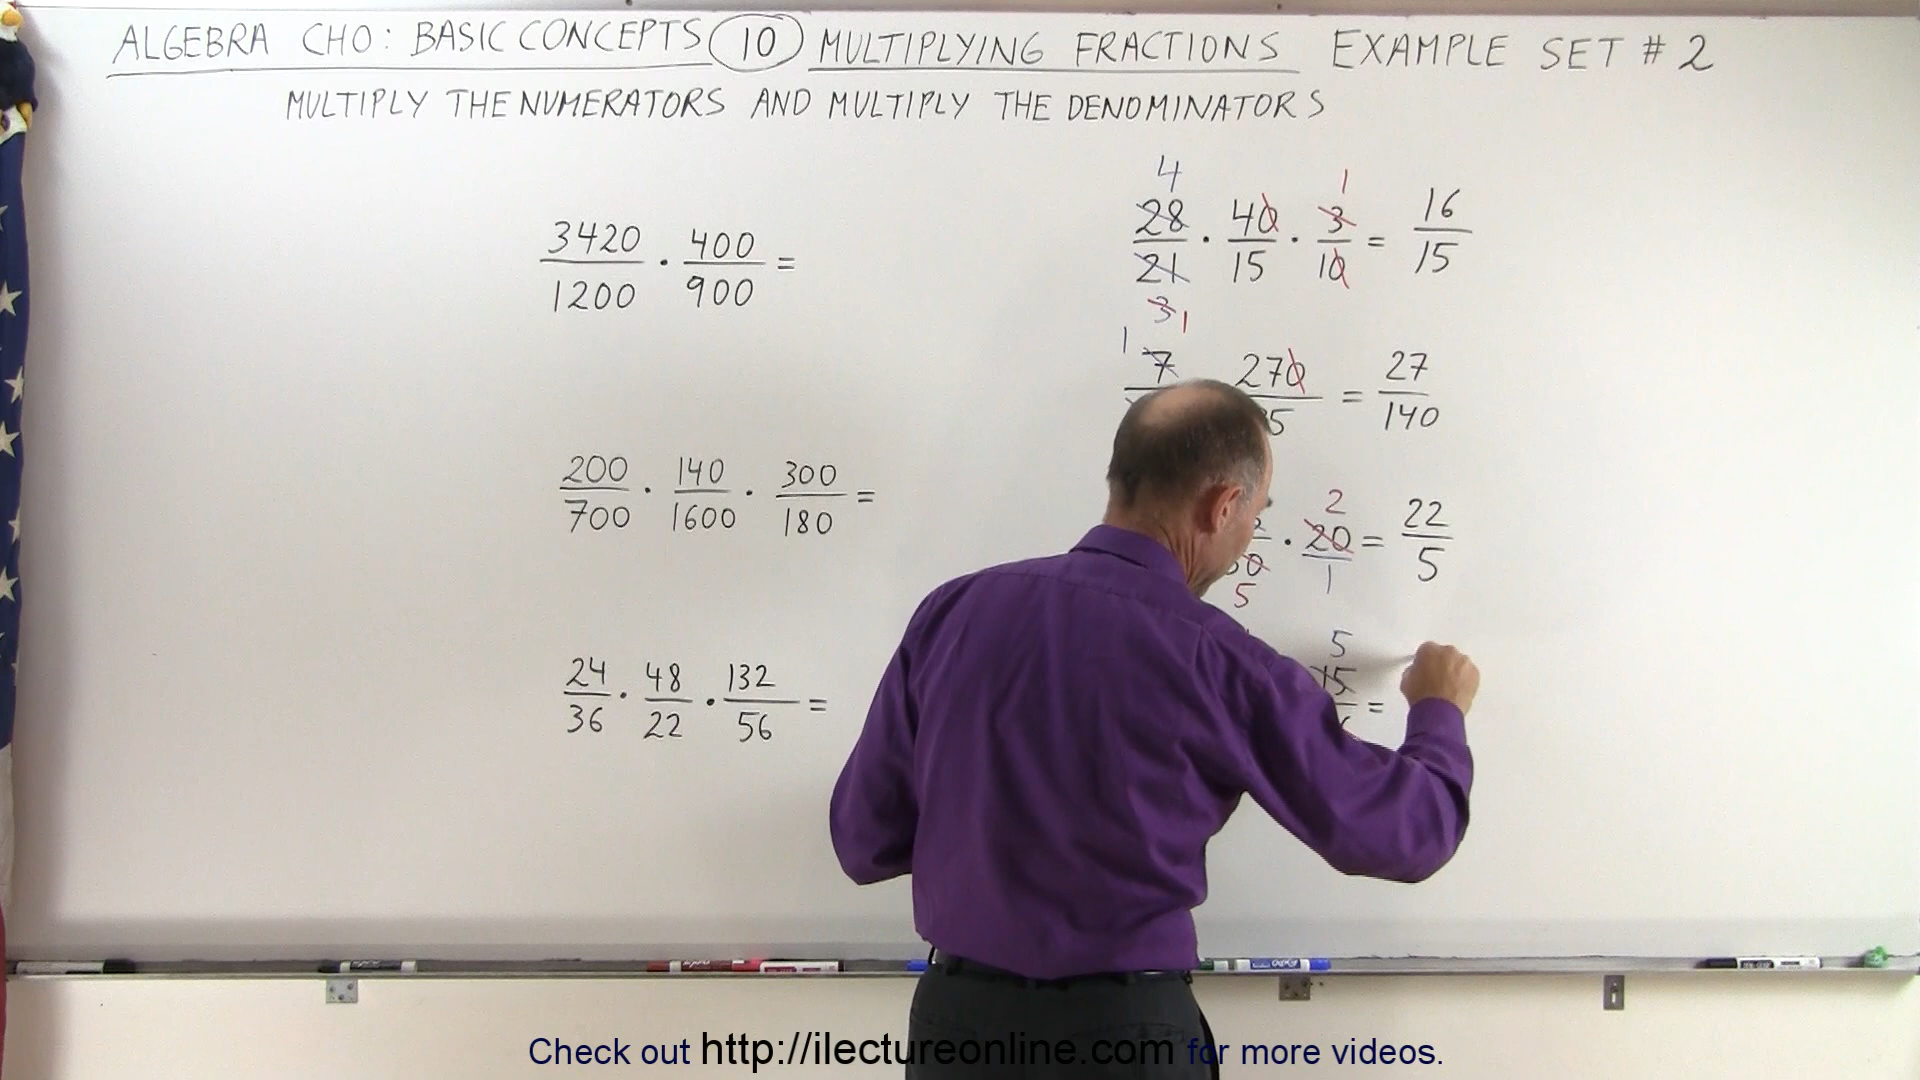 ALGEBRA CHO: BASIC CONCEPTS 10 MULTIPLYING FRACTIONS EXAMPLE SET # 2
MULTIPLY THE NUMERATORS AND MULTIPLY THE DENOMINATORS
3420/1200 · 400/900 =
200/700 · 140/1600 · 300/180 =
24/36 · 48/22 · 132/56 =
4
1
28/21 · 40/15 · 3/10 = 16/15
3 1
1
7 270 = 27/140
2
· 20/1 = 22/5
5
5
15
=
Check out http://ilectureonline.com for more videos.